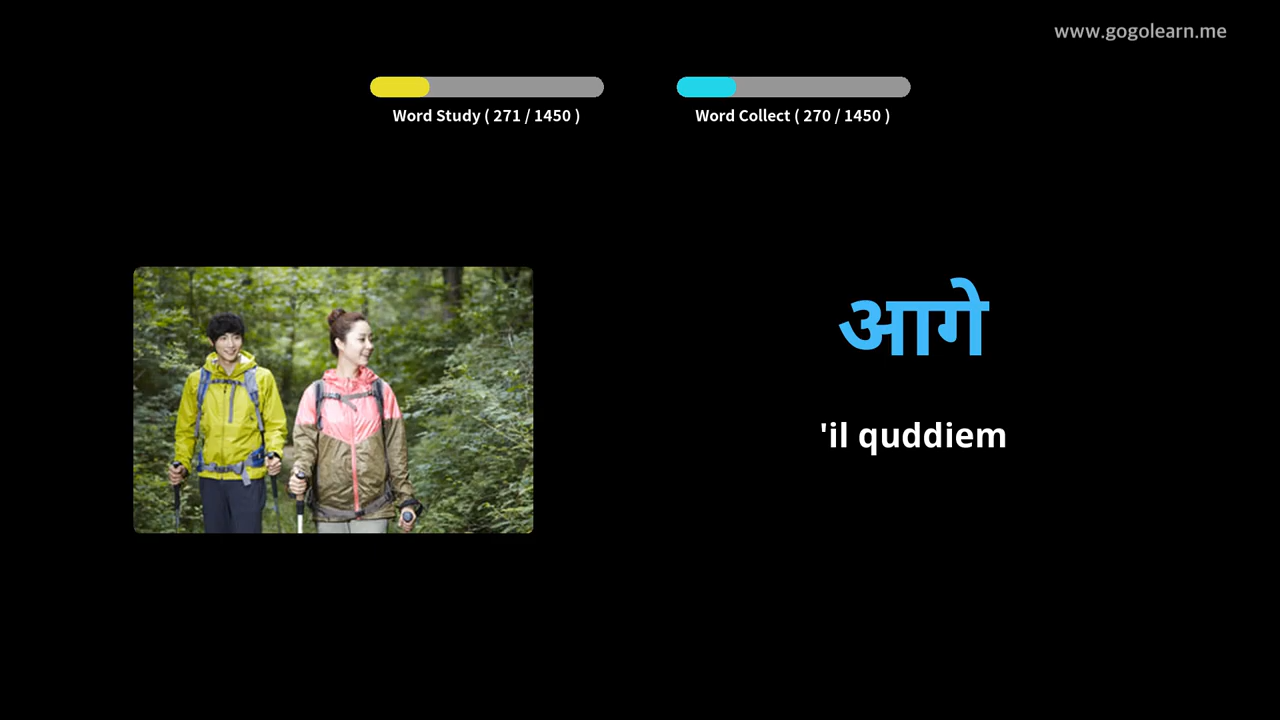 www.gogolearn.me
Word Study ( 271 / 1450 )
Word Collect ( 270 / 1450 )
आगे
'il quddiem